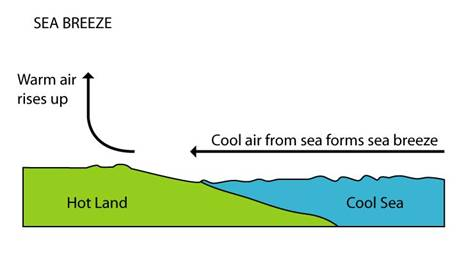 SEA BREEZE
Warm air
rises up
Cool air from sea forms sea breeze
Hot Land
Cool Sea